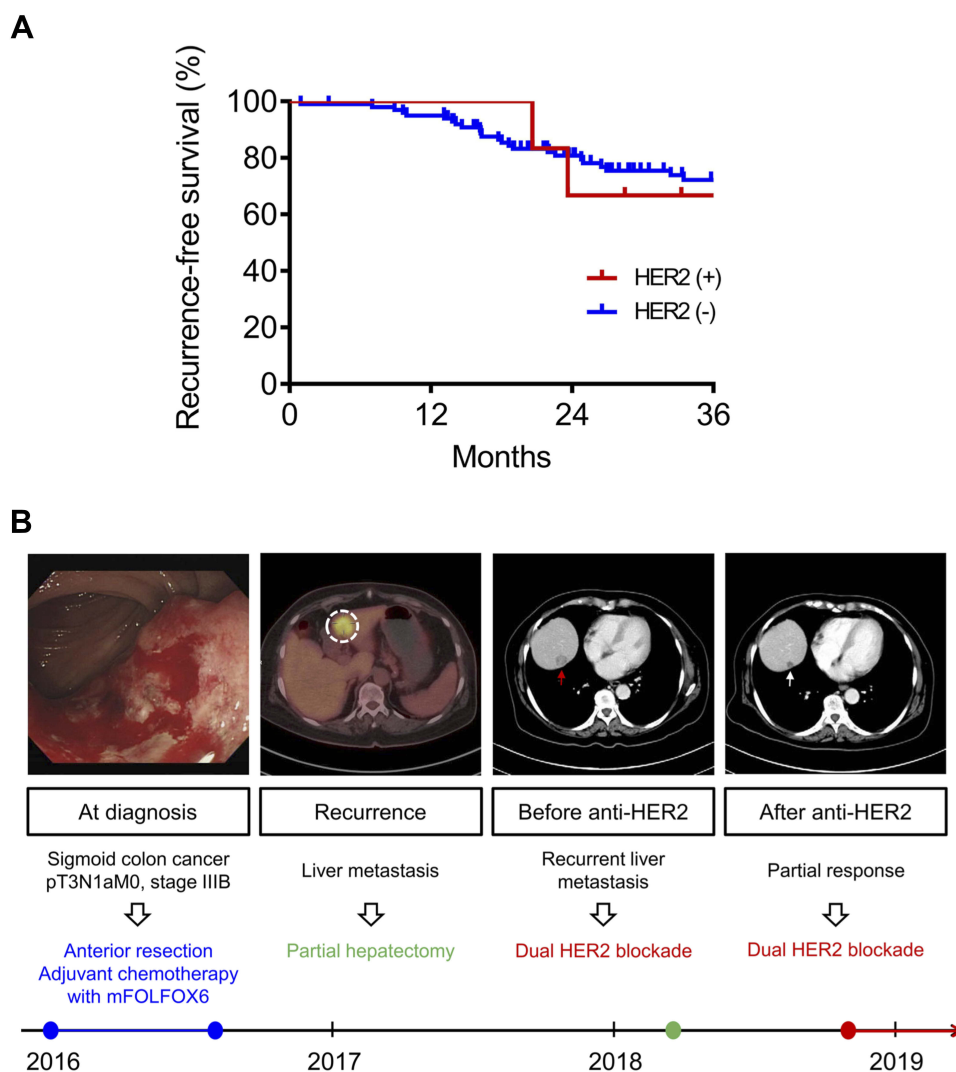 A
Recurrence-free survival (%)
100
80
60
40
20
0
0 12 24 36
Months
HER2 (+)
HER2 (-)
B
At diagnosis
Recurrence
Before anti-HER2
After anti-HER2
Sigmoid colon cancer
pT3N1aM0, stage IIIB
Liver metastasis
Recurrent liver
metastasis
Partial response
Anterior resection
Adjuvant chemotherapy
with mFOLFOX6
Partial hepatectomy
Dual HER2 blockade
Dual HER2 blockade
2016 2017 2018 2019